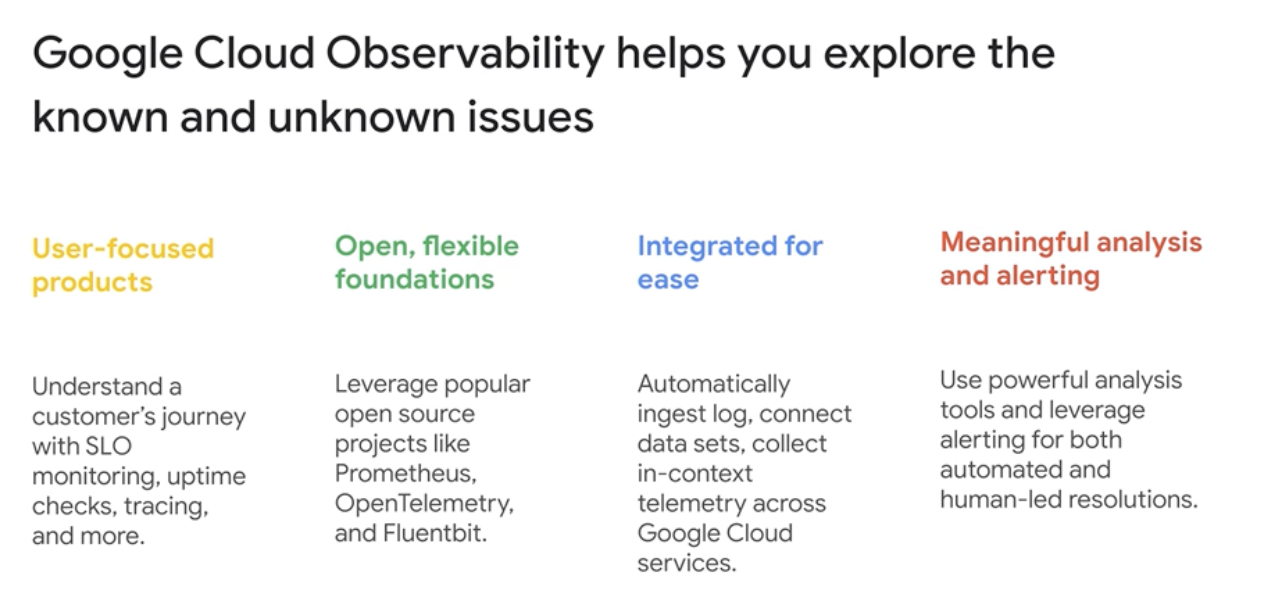 Google Cloud Observability helps you explore the
known and unknown issues
User-focused
products
Understand a
customer's journey
with SLO
monitoring, uptime
checks, tracing,
and more.
Open, flexible
foundations
Leverage popular
open source
projects like
Prometheus,
OpenTelemetry,
and Fluentbit.
Integrated for
ease
Automatically
ingest log, connect
data sets, collect
in-context
telemetry across
Google Cloud
services.
Meaningful analysis
and alerting
Use powerful analysis
tools and leverage
alerting for both
automated and
human-led resolutions.